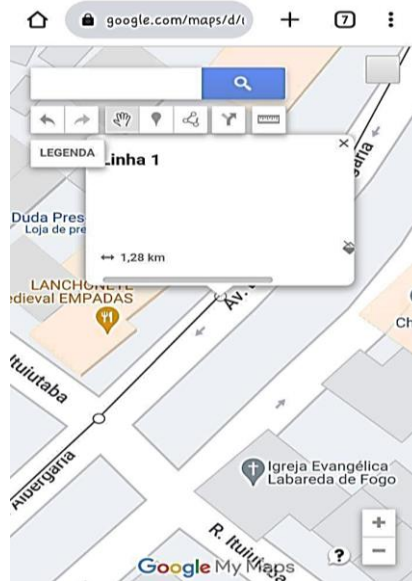 google.com/maps/d/
7
LEGENDA
Linha 1
1,28 km
Duda Pres
Loja de pre
LANCHONETE
edieval EMPADAS
Av.
garia
Ch
Ituiutaba
Albergaria
Igreja Evangélica
Labareda de Fogo
R. Ituiutaba
Google My Maps
?